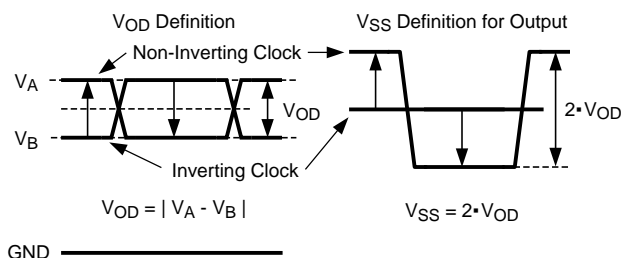 VOD Definition
VSS Definition for Output
Non-Inverting Clock
VA
VB
VOD
2▪VOD
Inverting Clock
VOD = | VA - VB |
VSS = 2▪VOD
GND